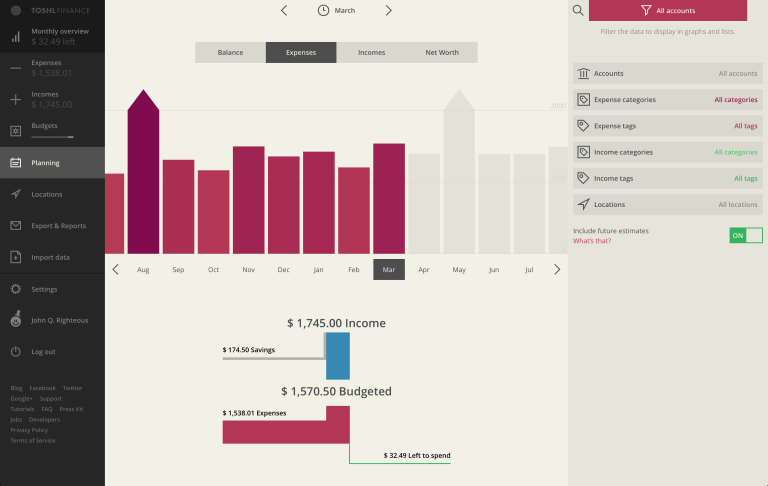 TOSHLFINANCE
Monthly overview
$ 32.49 left
Expenses
$ 1,538.01
Incomes
$ 1,745.00
Budgets
Planning
Locations
Export & Reports
Import data
Settings
John Q. Righteous
Log out
Blog Facebook Twitter
Google+ Support
Tutorials FAQ Press Kit
Jobs Developers
Privacy Policy
Terms of Service
March
Balance Expenses Incomes Net Worth
2000
1000
Aug Sep Oct Nov Dec Jan Feb Mar Apr May Jun Jul
$ 1,745.00 Income
$ 174.50 Savings
$ 1,570.50 Budgeted
$ 1,538.01 Expenses
$ 32.49 Left to spend
All accounts
Filter the data to display in graphs and lists.
Accounts All accounts
Expense categories All categories
Expense tags All tags
Income categories All categories
Income tags All tags
Locations All locations
Include future estimates
What's that?
ON